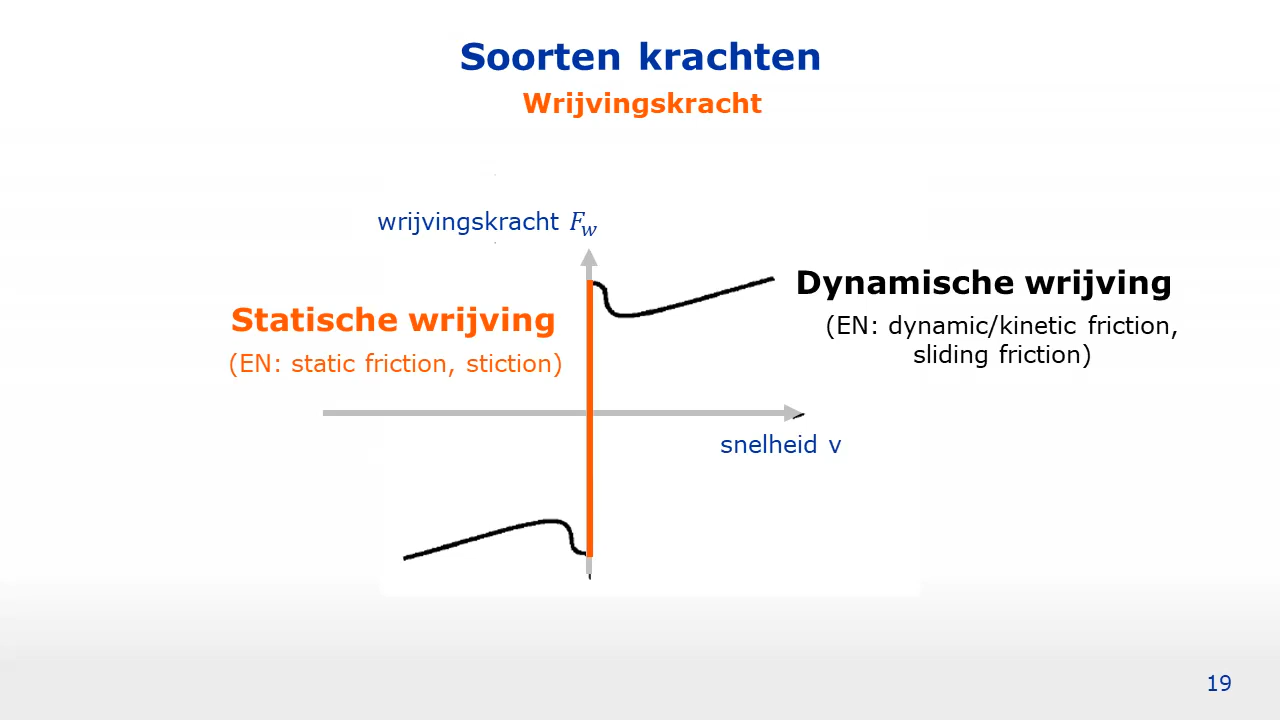 Soorten krachten
Wrijvingskracht
wrijvingskracht F_w
Dynamische wrijving
(EN: dynamic/kinetic friction,
sliding friction)
Statische wrijving
(EN: static friction, stiction)
snelheid v
19